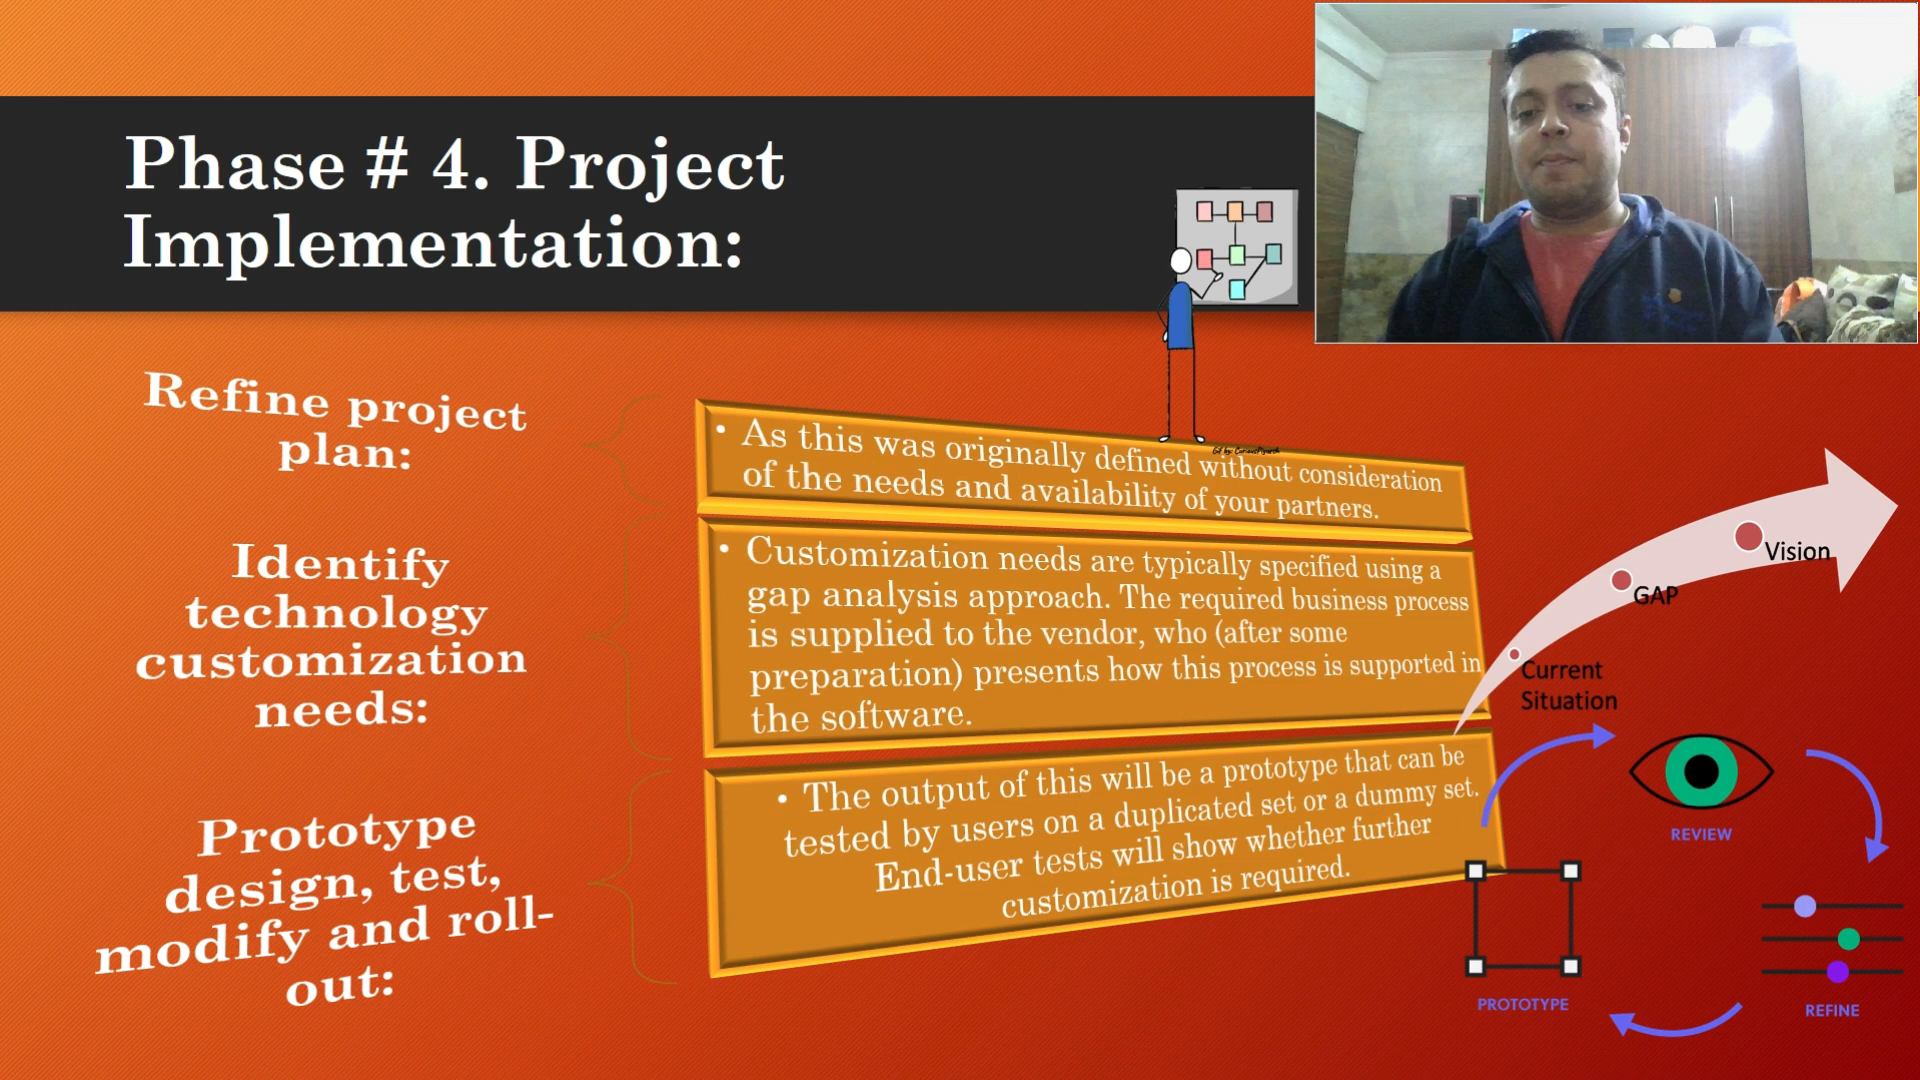 Phase # 4. Project
Implementation:
Refine project
plan:
• As this was originally defined without consideration
of the needs and availability of your partners.
Identify
technology
customization
needs:
• Customization needs are typically specified using a
gap analysis approach. The required business process
is supplied to the vendor, who (after some
preparation) presents how this process is supported in
the software.
Prototype
design, test,
modify and roll-
out:
• The output of this will be a prototype that can be
tested by users on a duplicated set or a dummy set.
End-user tests will show whether further
customization is required.
Vision
GAP
Current
Situation
REVIEW
PROTOTYPE
REFINE